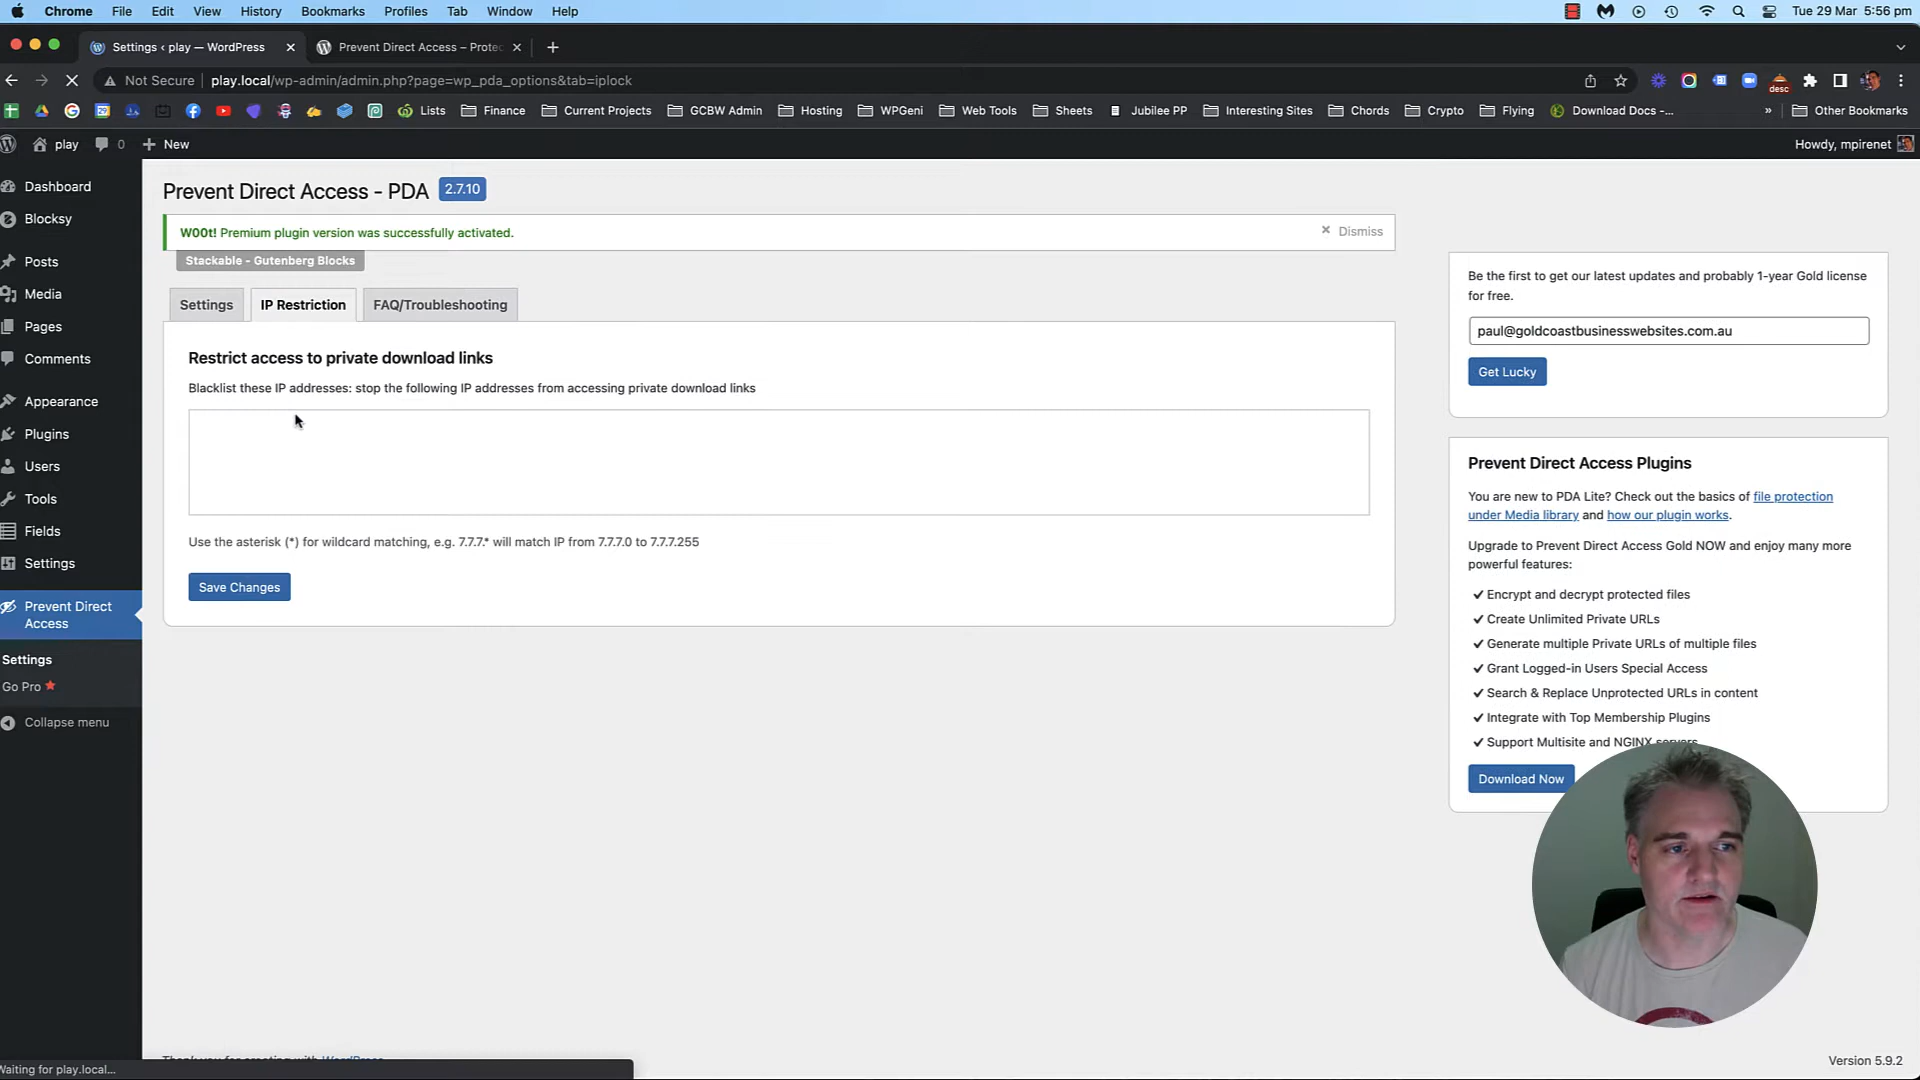 Chrome File Edit View History Bookmarks Profiles Tab Window Help Tue 29 Mar 5:56 pm
Settings ‹ play — WordPress Prevent Direct Access – Prote
Not Secure play.local/wp-admin/admin.php?page=wp_pda_options&tab=iplock desc
Lists Finance Current Projects GCBW Admin Hosting WPGeni Web Tools Sheets Jubilee PP Interesting Sites Chords Crypto Flying Download Docs -... » Other Bookmarks
play 0 New Howdy, mpirenet
Dashboard
Blocksy
Posts
Media
Pages
Comments
Appearance
Plugins
Users
Tools
Fields
Settings
Prevent Direct
Access
Settings
Go Pro
Collapse menu
Prevent Direct Access - PDA 2.7.10
W00t! Premium plugin version was successfully activated. Dismiss
Stackable - Gutenberg Blocks
Settings IP Restriction FAQ/Troubleshooting
Restrict access to private download links
Blacklist these IP addresses: stop the following IP addresses from accessing private download links
Use the asterisk (*) for wildcard matching, e.g. 7.7.7.* will match IP from 7.7.7.0 to 7.7.7.255
Save Changes
Be the first to get our latest updates and probably 1-year Gold license
for free.
paul@goldcoastbusinesswebsites.com.au
Get Lucky
Prevent Direct Access Plugins
You are new to PDA Lite? Check out the basics of file protection
under Media library and how our plugin works.
Upgrade to Prevent Direct Access Gold NOW and enjoy many more
powerful features:
✓ Encrypt and decrypt protected files
✓ Create Unlimited Private URLs
✓ Generate multiple Private URLs of multiple files
✓ Grant Logged-in Users Special Access
✓ Search & Replace Unprotected URLs in content
✓ Integrate with Top Membership Plugins
✓ Support Multisite and NGINX servers
Download Now
Thank you for creating with WordPress
Version 5.9.2
Waiting for play.local...